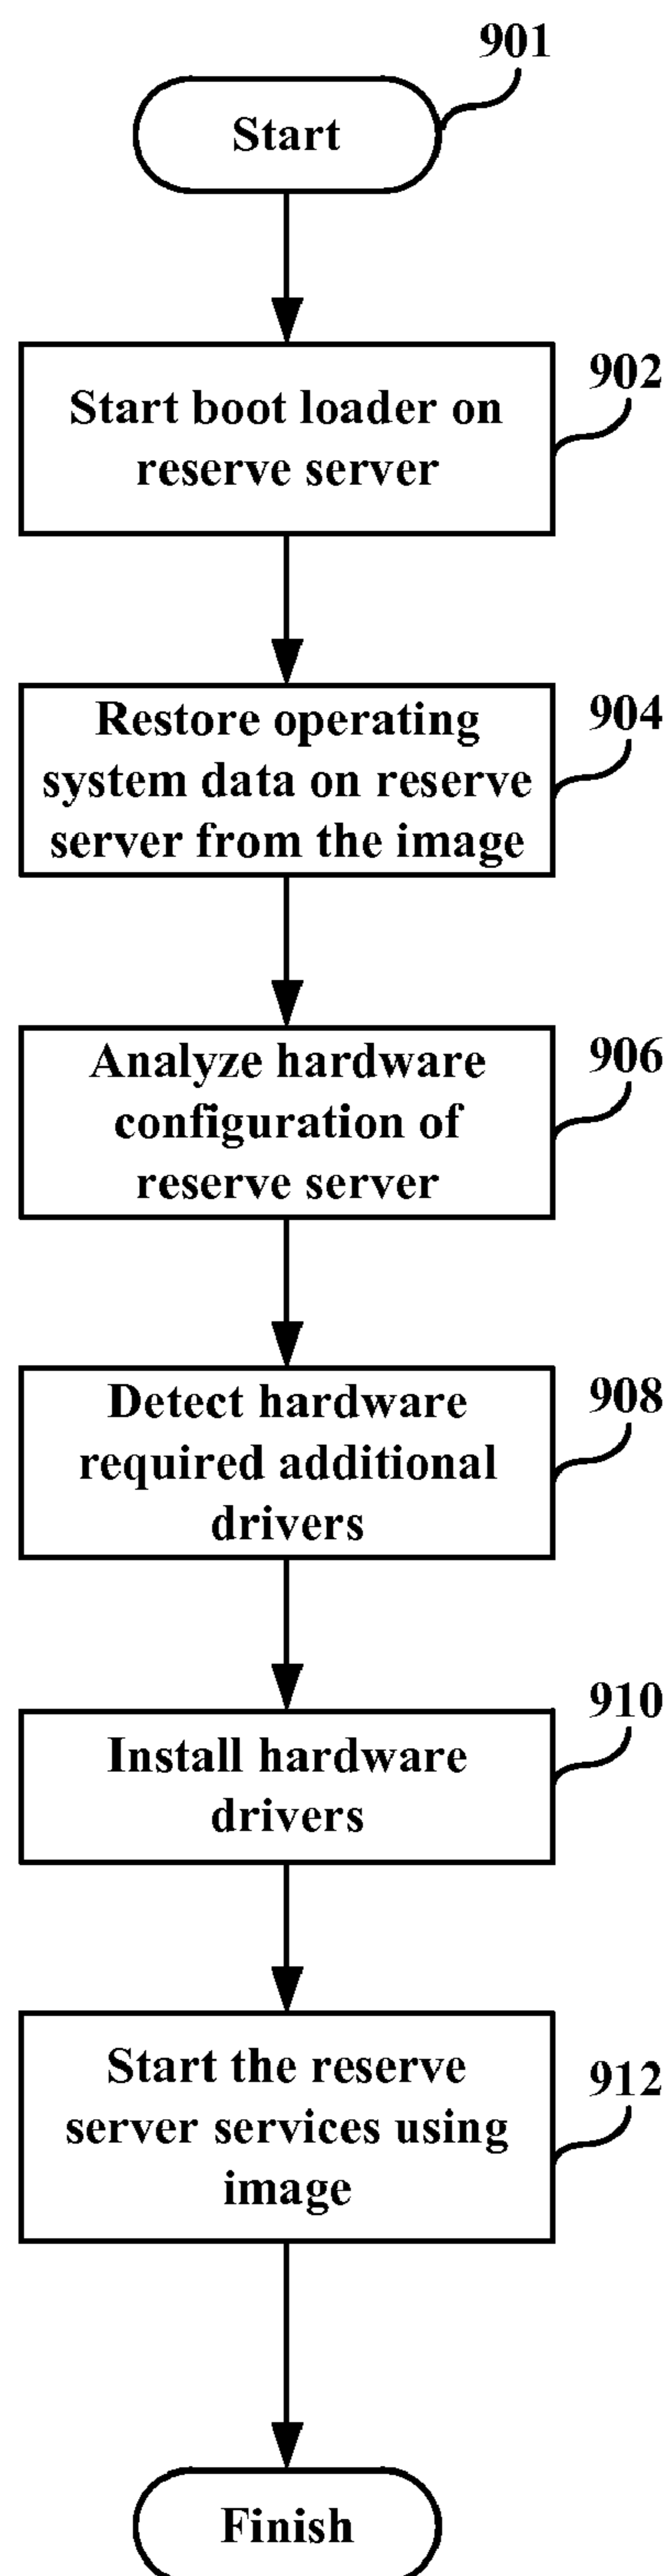 901
Start
902
Start boot loader on
reserve server
904
Restore operating
system data on reserve
server from the image
906
Analyze hardware
configuration of
reserve server
908
Detect hardware
required additional
drivers
910
Install hardware
drivers
912
Start the reserve
server services using
image
Finish